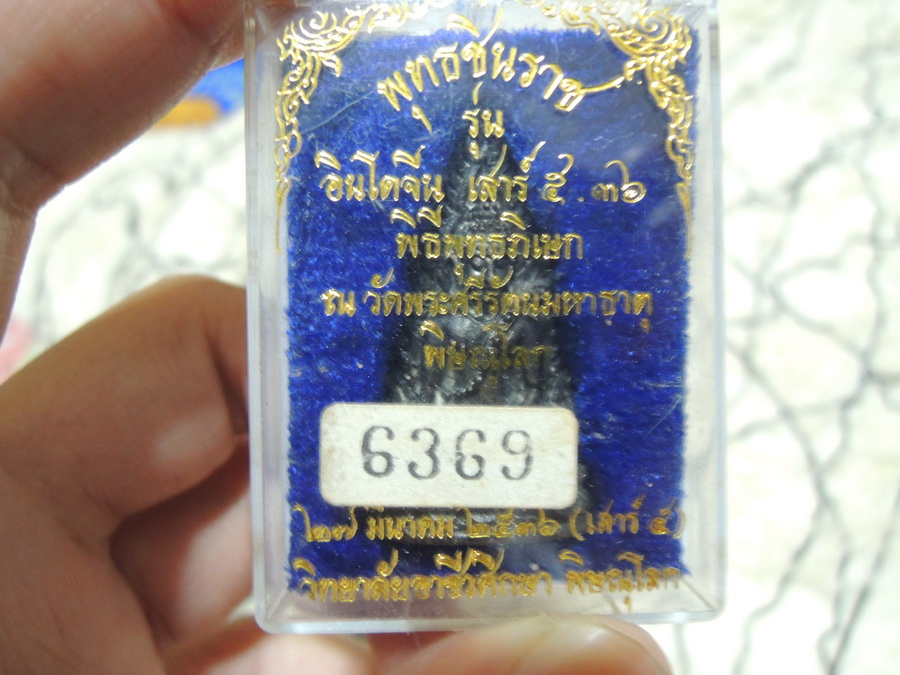 พุทธชินราช
รุ่น
อินโดจีน เสาร์ ๕.๓๖
พิธีพุทธภิเษก
ณ วัดพระศรีรัตนมหาธาตุ
พิษณุโลก
6369
๒๗ มีนาคม ๒๕๓๖ (เสาร์ ๕)
วิทยาลัยอาชีวศึกษา พิษณุโลก